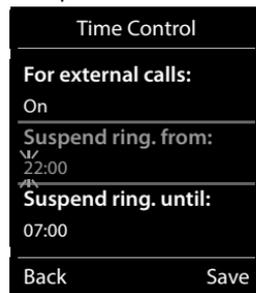 Time Control
For external calls:
On
Suspend ring. from:
22:00
Suspend ring. until:
07:00
Back Save